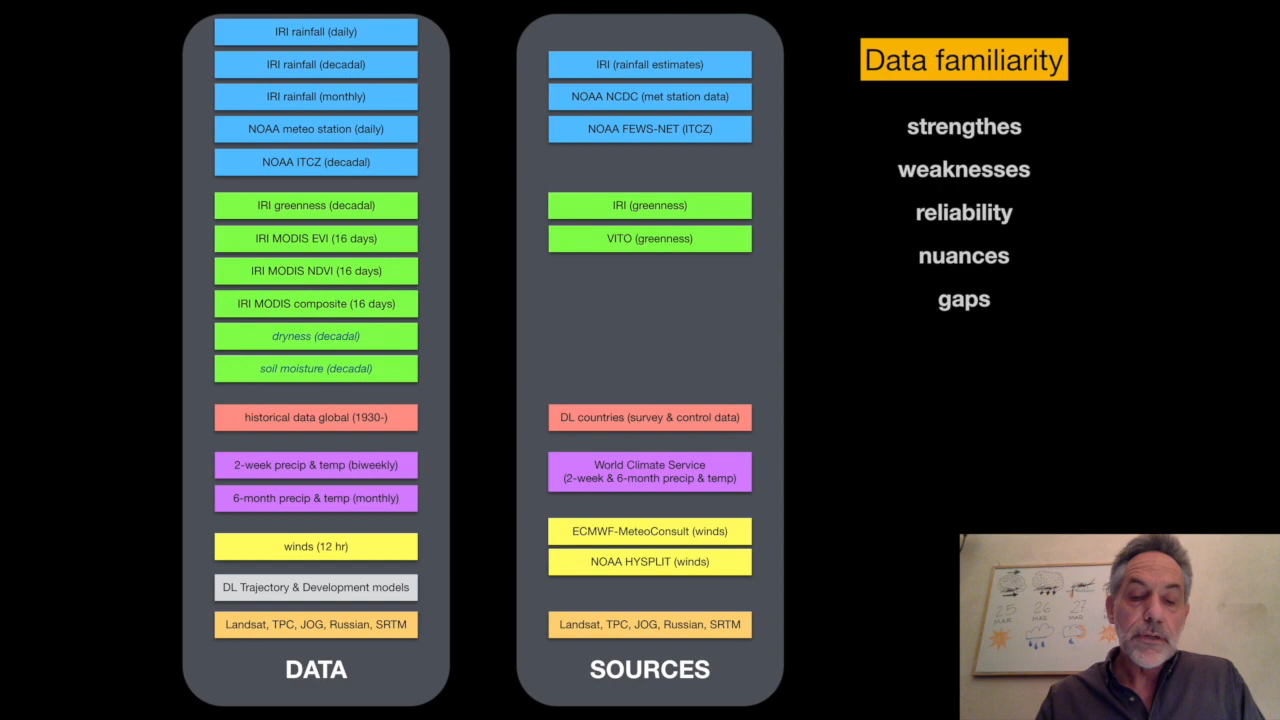 IRI rainfall (daily)
IRI rainfall (decadal)
IRI rainfall (monthly)
NOAA meteo station (daily)
NOAA ITCZ (decadal)
IRI greenness (decadal)
IRI MODIS EVI (16 days)
IRI MODIS NDVI (16 days)
IRI MODIS composite (16 days)
dryness (decadal)
soil moisture (decadal)
historical data global (1930-)
2-week precip & temp (biweekly)
6-month precip & temp (monthly)
winds (12 hr)
DL Trajectory & Development models
Landsat, TPC, JOG, Russian, SRTM
DATA
IRI (rainfall estimates)
NOAA NCDC (met station data)
NOAA FEWS-NET (ITCZ)
IRI (greenness)
VITO (greenness)
DL countries (survey & control data)
World Climate Service
(2-week & 6-month precip & temp)
ECMWF-MeteoConsult (winds)
NOAA HYSPLIT (winds)
Landsat, TPC, JOG, Russian, SRTM
SOURCES
Data familiarity
strengthes
weaknesses
reliability
nuances
gaps
25 26 27
MAR MAR MAR